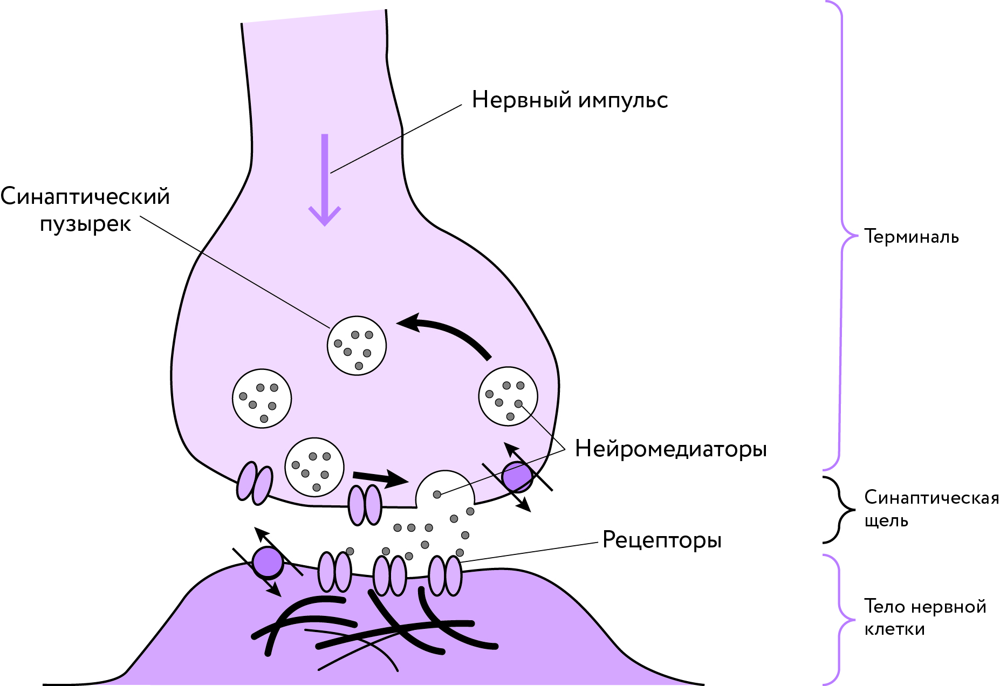 Нервный импульс
Синаптический
пузырек
Терминаль
Нейромедиаторы
Синаптическая
щель
Рецепторы
Тело нервной
клетки